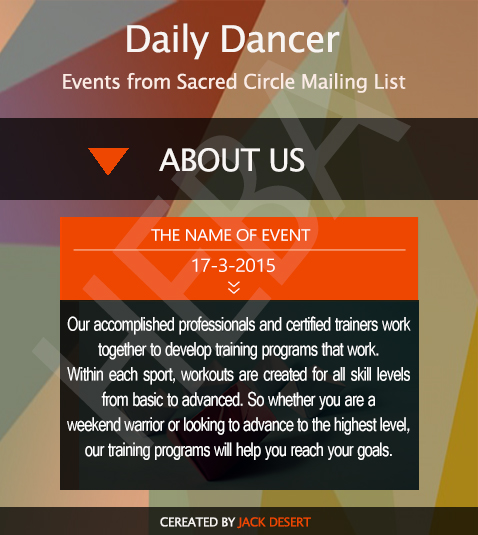 Daily Dancer
Events from Sacred Circle Mailing List
ABOUT US
THE NAME OF EVENT
17-3-2015
Our accomplished professionals and certified trainers work
together to develop training programs that work.
Within each sport, workouts are created for all skill levels
from basic to advanced. So whether you are a
weekend warrior or looking to advance to the highest level,
our training programs will help you reach your goals.
CEREATED BY JACK DESERT
HEBA